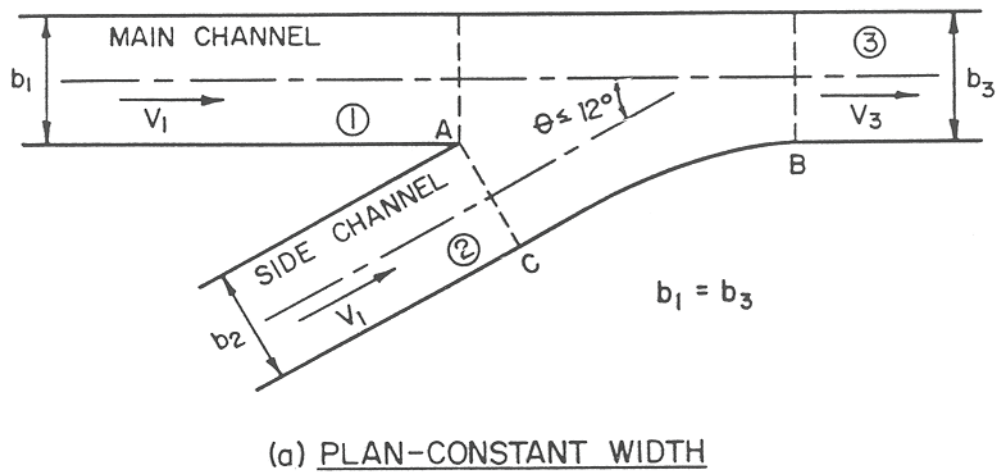 MAIN CHANNEL
b1
V1
①
A
θ ≤ 12°
③
b3
V3
B
SIDE CHANNEL
②
V1
b2
C
b1 = b3
(a) PLAN-CONSTANT WIDTH